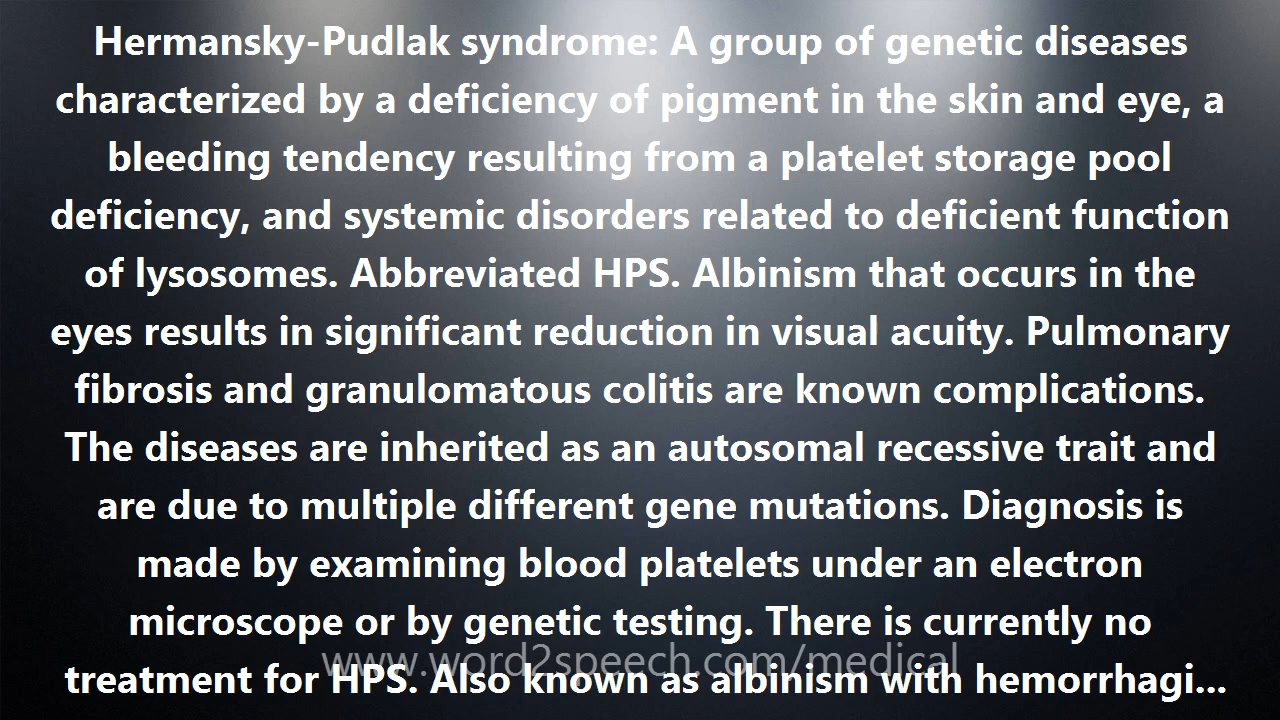 Hermansky-Pudlak syndrome: A group of genetic diseases
characterized by a deficiency of pigment in the skin and eye, a
bleeding tendency resulting from a platelet storage pool
deficiency, and systemic disorders related to deficient function
of lysosomes. Abbreviated HPS. Albinism that occurs in the
eyes results in significant reduction in visual acuity. Pulmonary
fibrosis and granulomatous colitis are known complications.
The diseases are inherited as an autosomal recessive trait and
are due to multiple different gene mutations. Diagnosis is
made by examining blood platelets under an electron
microscope or by genetic testing. There is currently no
www.word2speech.com/medical
treatment for HPS. Also known as albinism with hemorrhagi...